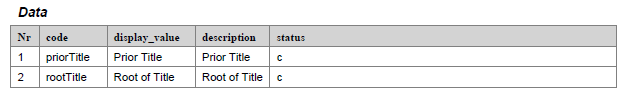 Data
Nr code display_value description status
1 priorTitle Prior Title Prior Title c
2 rootTitle Root of Title Root of Title c